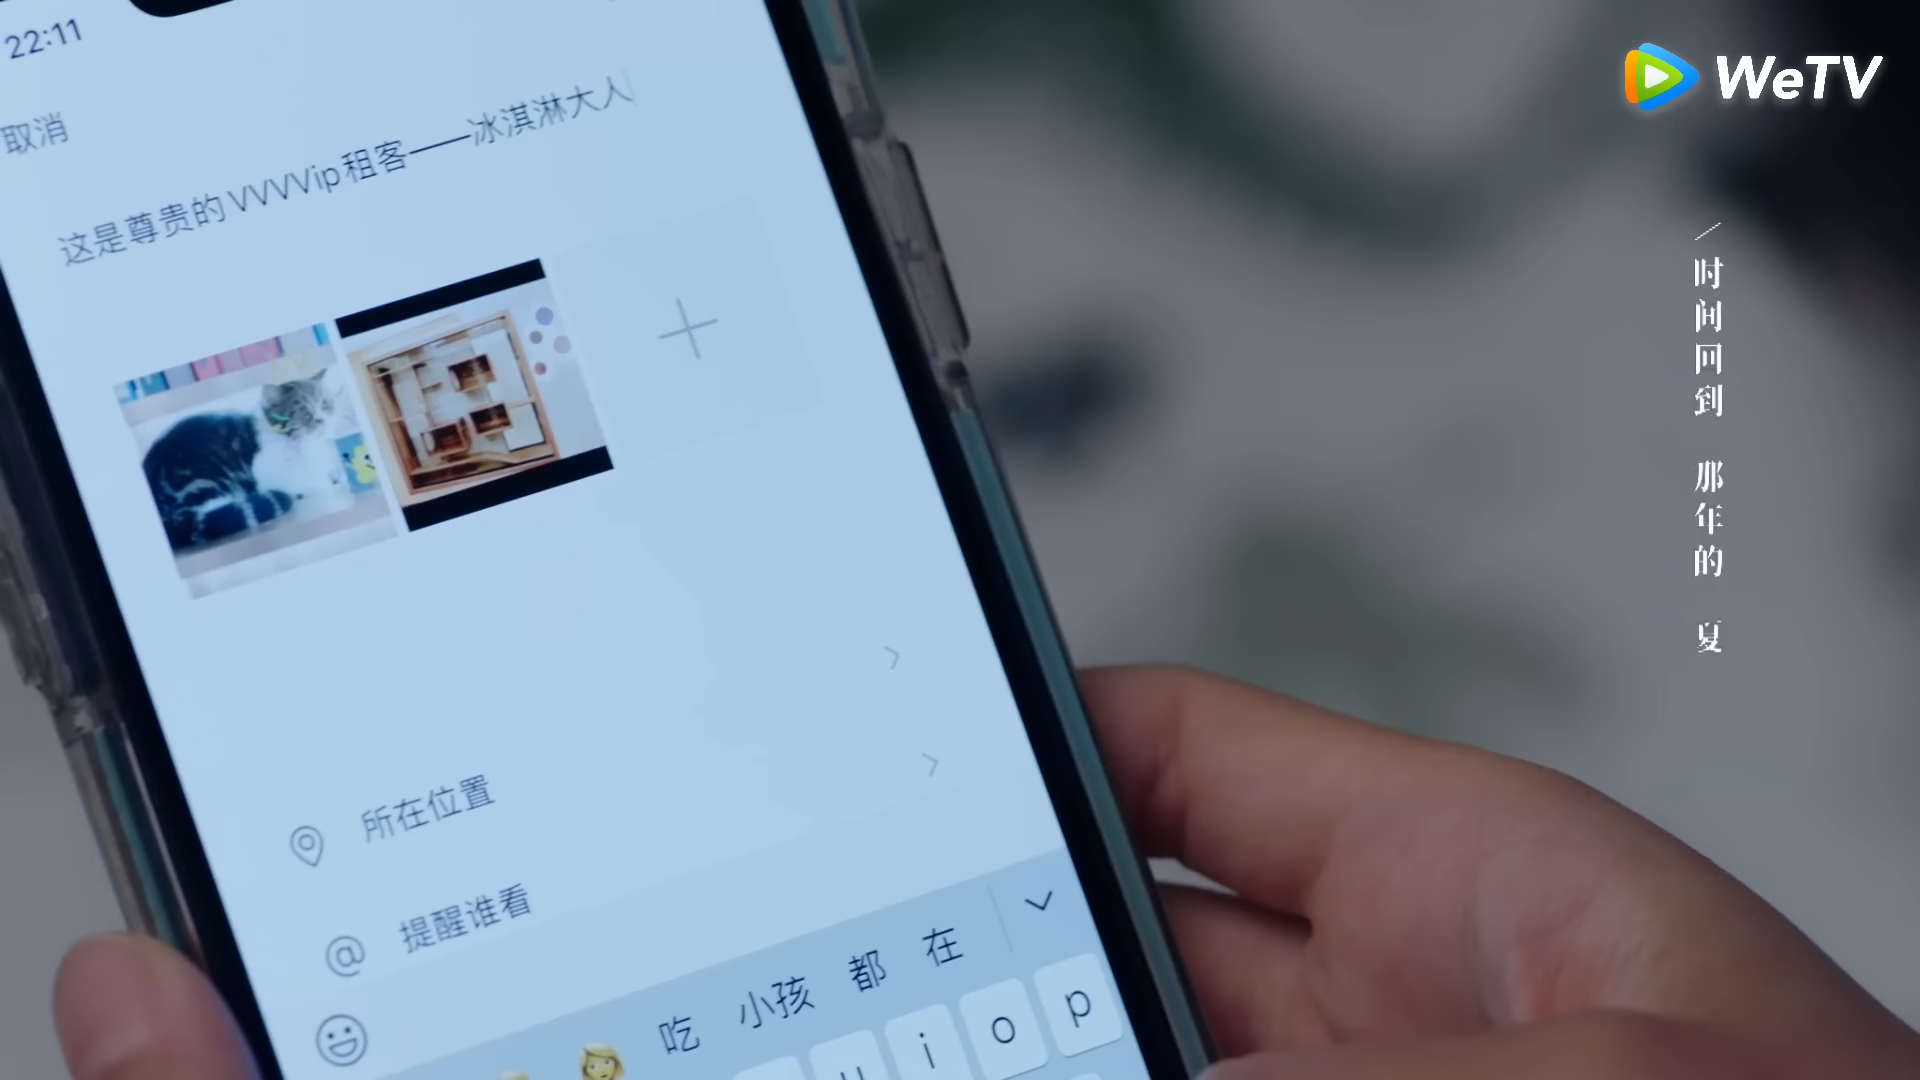 22:11
WeTV
取消
这是尊贵的VVVVip租客——冰淇淋大人
时间回到 那年的 夏
所在位置
@ 提醒谁看
吃 小孩 都 在
u i o p